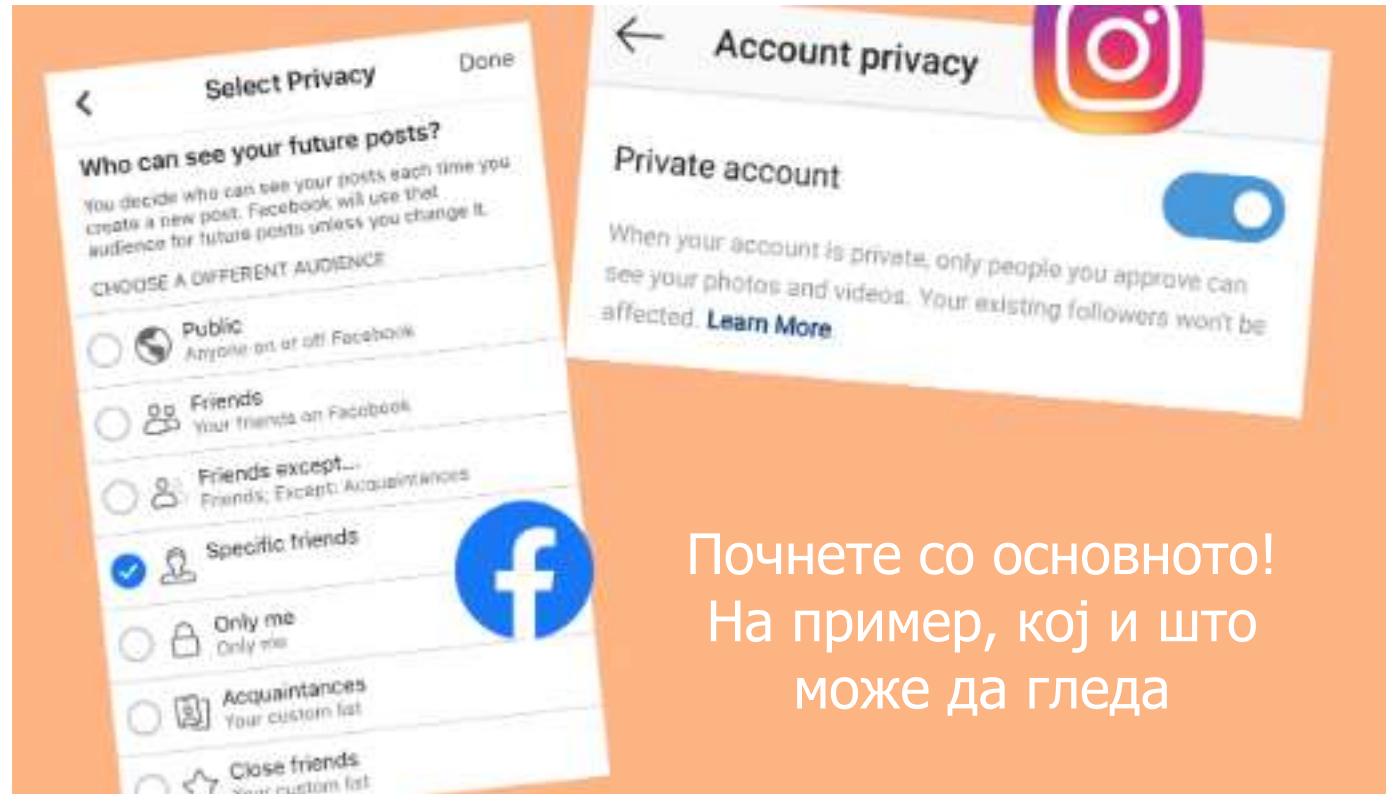 Select Privacy
Done
Who can see your future posts?
You decide who can see your posts each time you
create a new post. Facebook will use that
audience for future posts unless you change it.
CHOOSE A DIFFERENT AUDIENCE
Public
Anyone on or off Facebook
Friends
Your friends on Facebook
Friends except...
Friends; Except: Acquaintances
Specific friends
Only me
Only me
Acquaintances
Your custom list
Close friends
Your custom list
Account privacy
Private account
When your account is private, only people you approve can
see your photos and videos. Your existing followers won't be
affected. Learn More
Почнете со основното!
На пример, кој и што
може да гледа